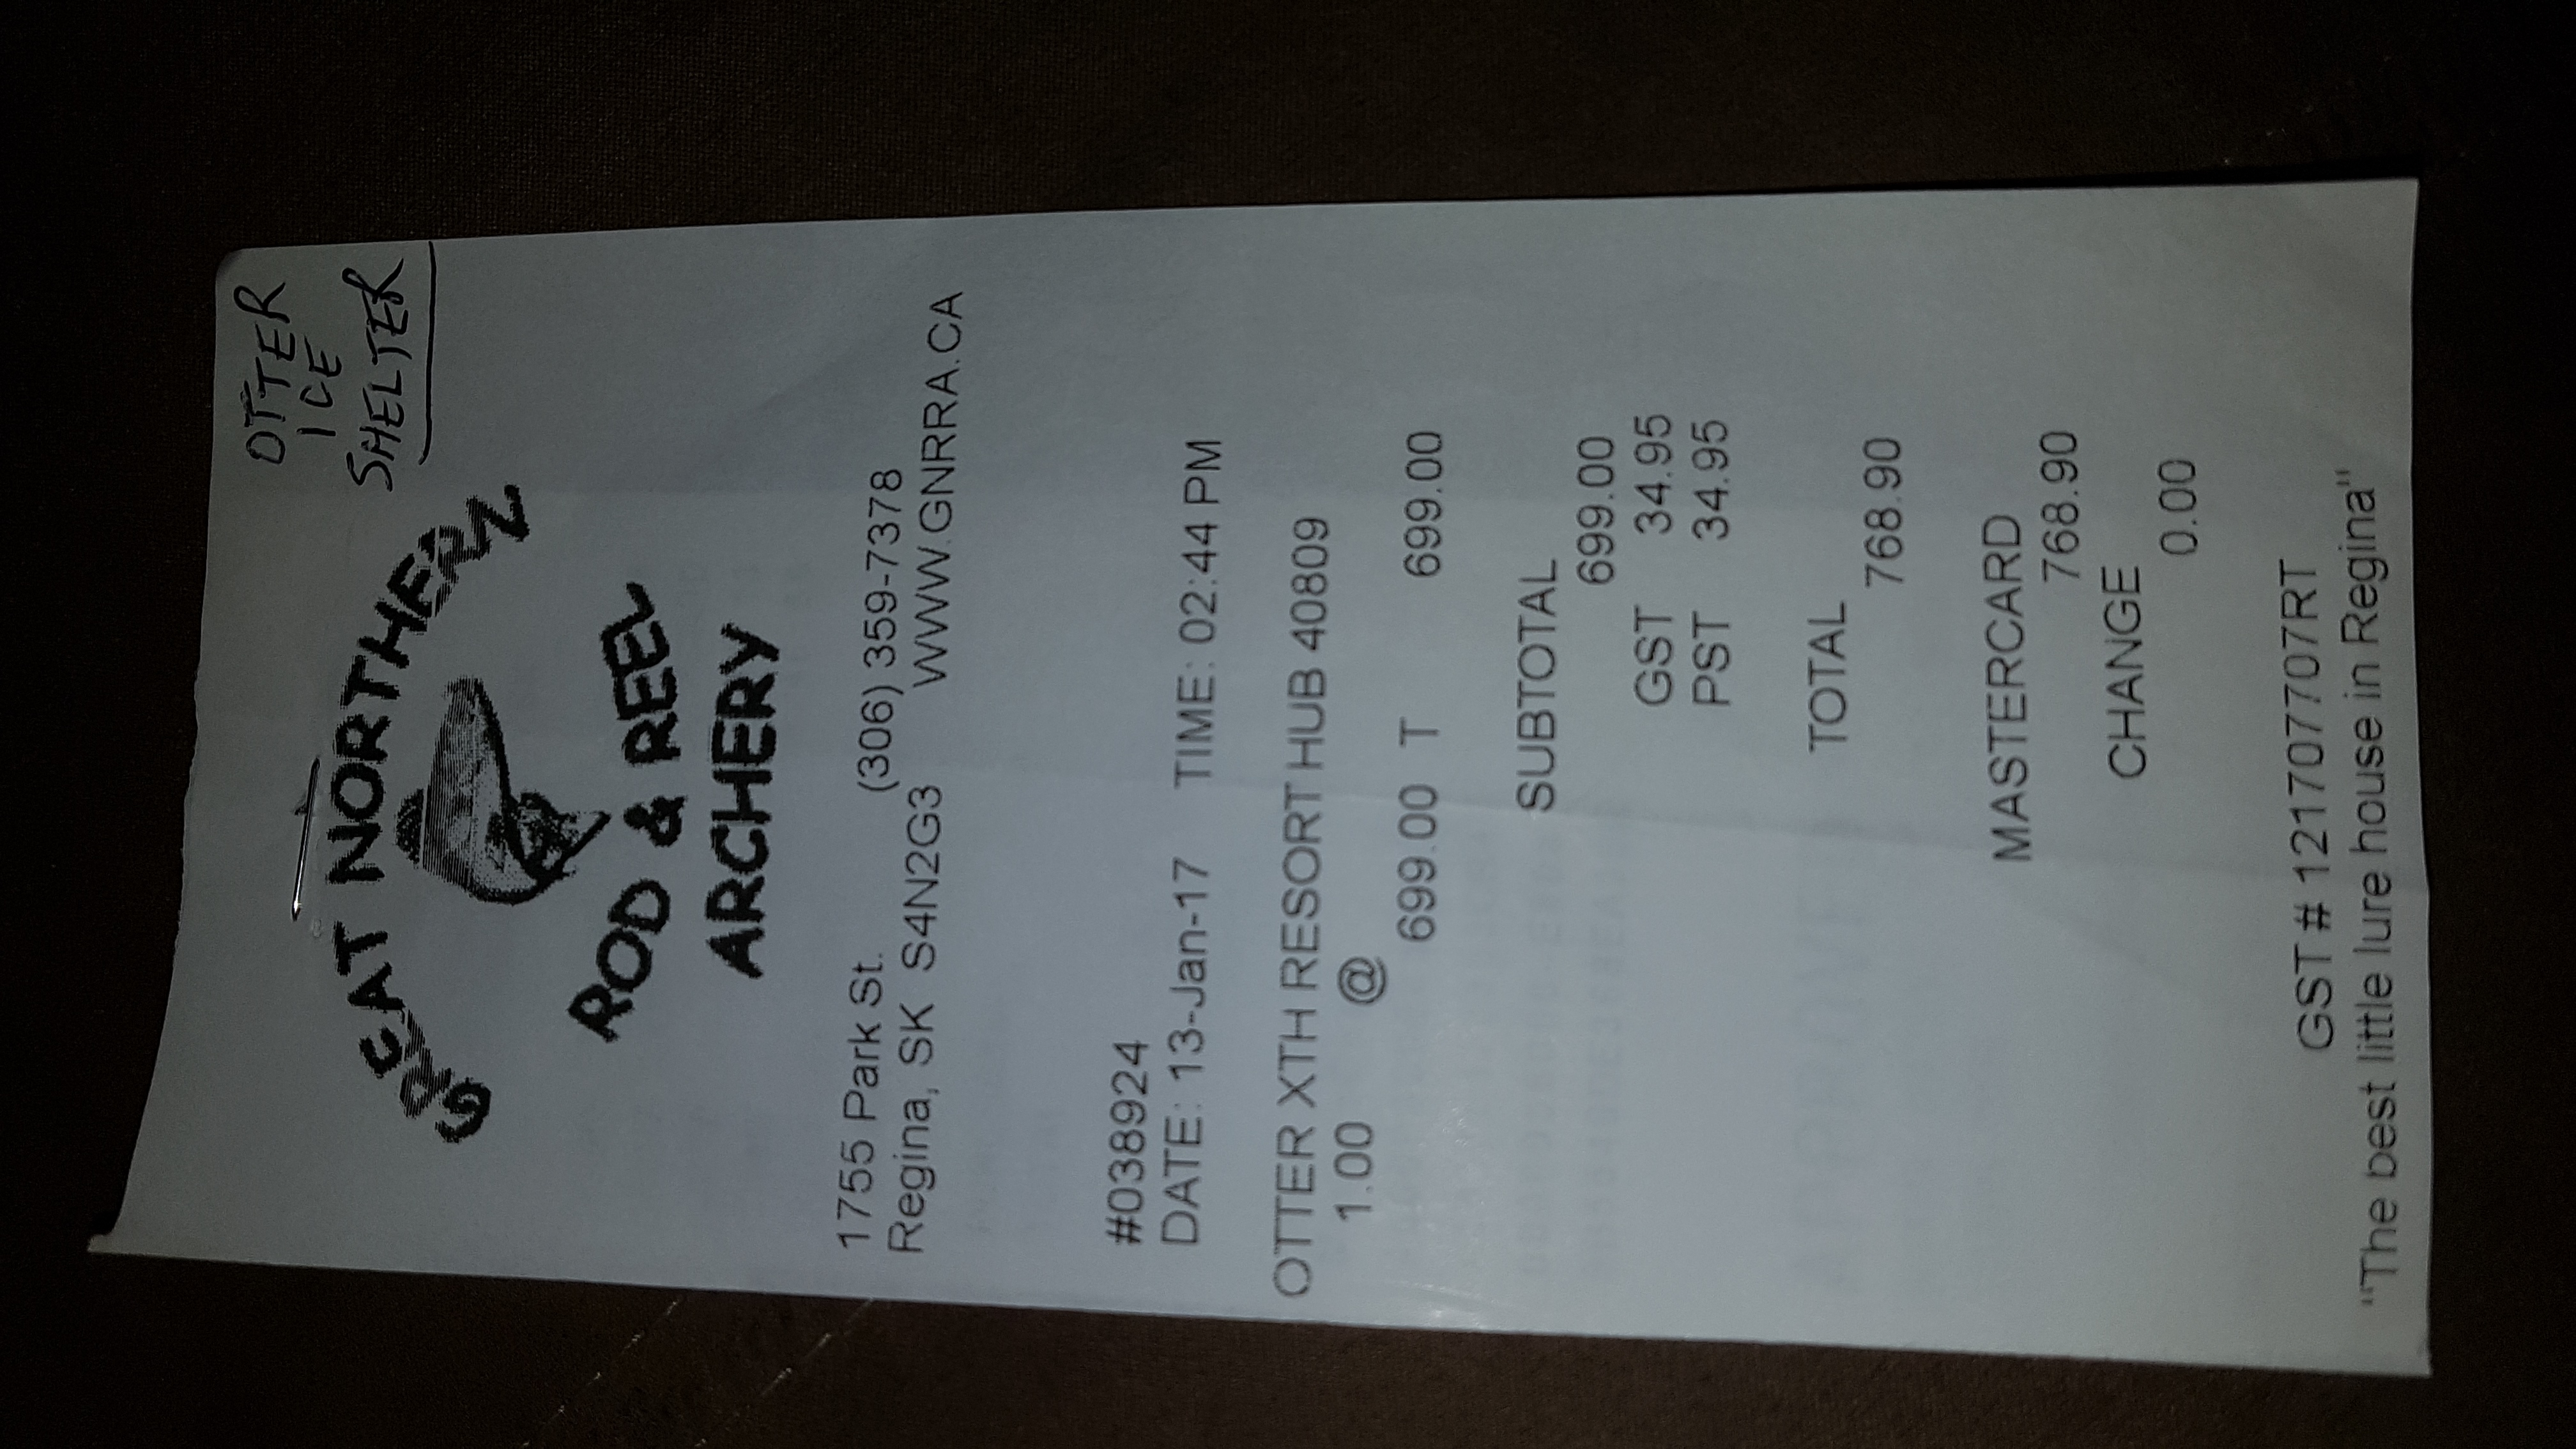 OTTER
ICE
SHELTER
GREAT NORTHERN
ROD & REEL
ARCHERY
1755 Park St. (306) 359-7378
Regina, SK S4N2G3 WWW.GNRRA.CA
#038924
DATE: 13-Jan-17 TIME: 02:44 PM
OTTER XTH RESORT HUB 40809
1.00 @
699.00 T 699.00
SUBTOTAL
699.00
GST 34.95
PST 34.95
TOTAL
768.90
MASTERCARD
768.90
CHANGE
0.00
GST # 121707707RT
"The best little lure house in Regina"